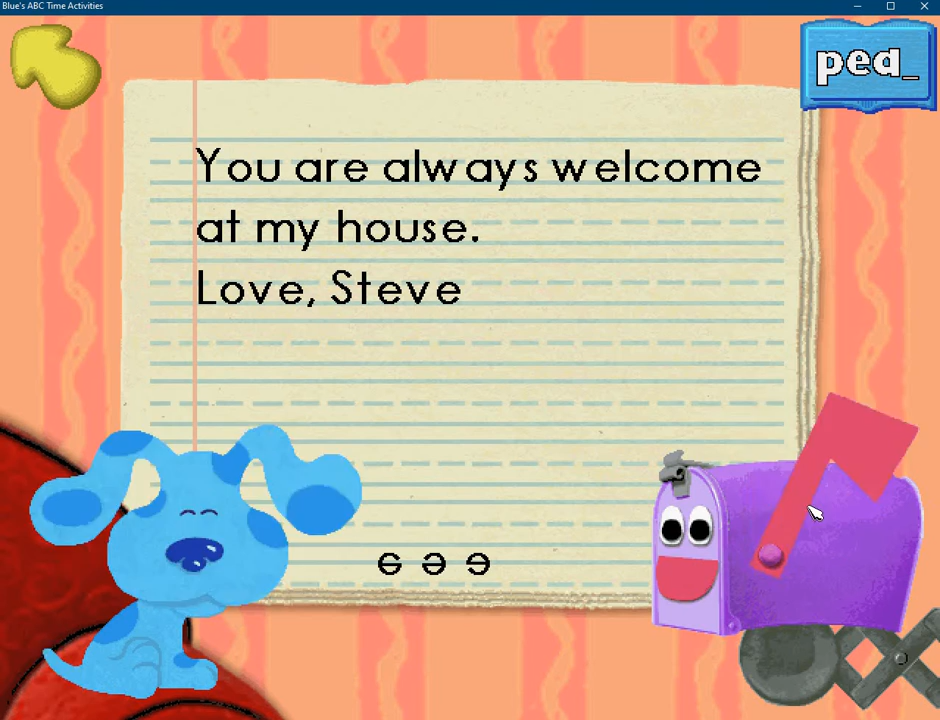 Blue's ABC Time Activities
pea_
You are always welcome
at my house.
Love, Steve